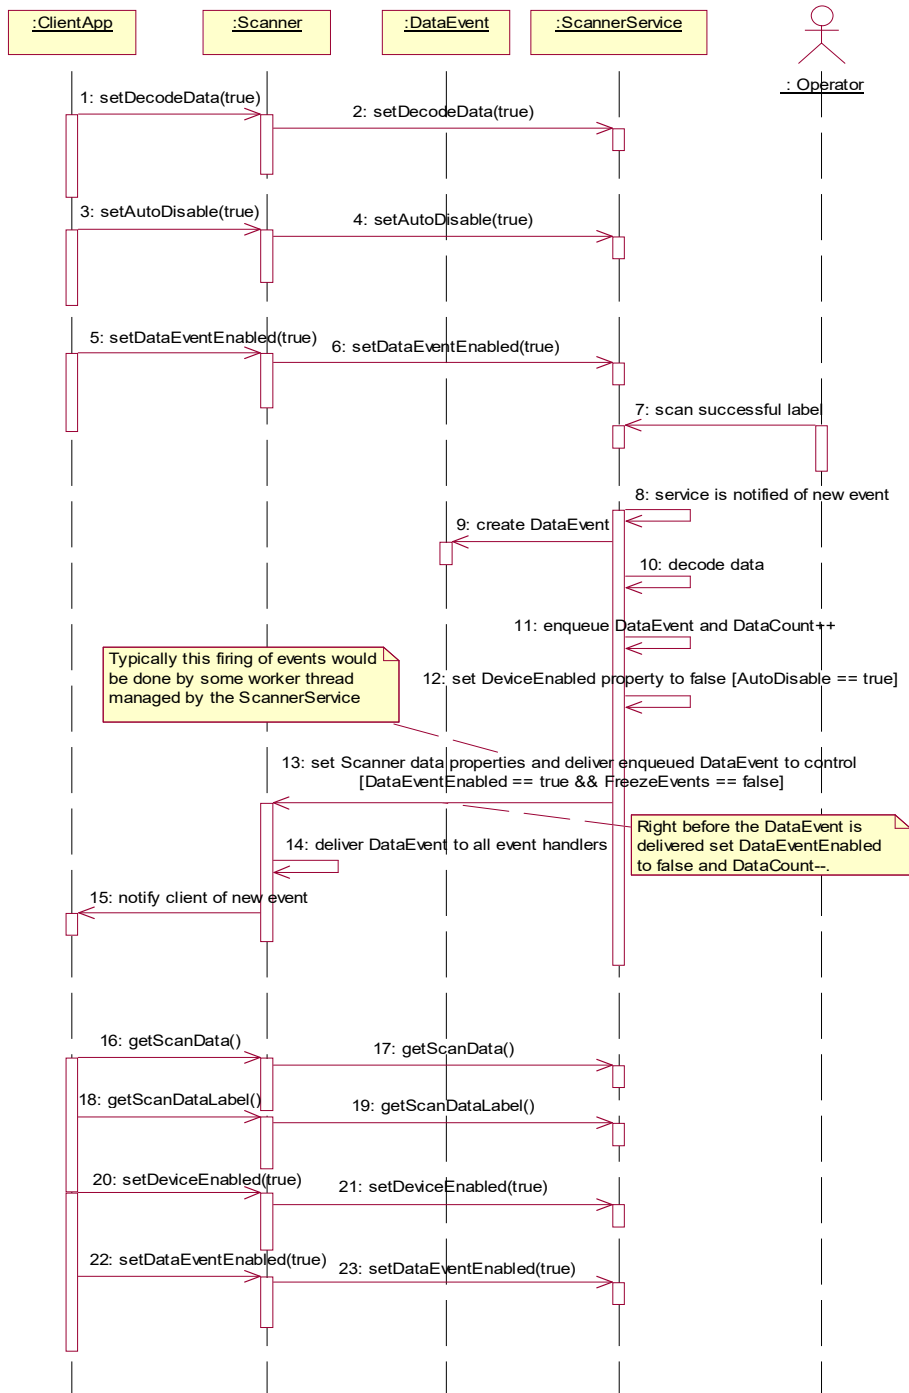 :ClientApp
:Scanner
:DataEvent
:ScannerService
: Operator
1: setDecodeData(true)
2: setDecodeData(true)
3: setAutoDisable(true)
4: setAutoDisable(true)
5: setDataEventEnabled(true)
6: setDataEventEnabled(true)
7: scan successful label
8: service is notified of new event
9: create DataEvent
10: decode data
11: enqueue DataEvent and DataCount++
Typically this firing of events would
be done by some worker thread
managed by the ScannerService
12: set DeviceEnabled property to false [AutoDisable == true]
13: set Scanner data properties and deliver enqueued DataEvent to control
[DataEventEnabled == true && FreezeEvents == false]
Right before the DataEvent is
delivered set DataEventEnabled
to false and DataCount--.
14: deliver DataEvent to all event handlers
15: notify client of new event
16: getScanData()
17: getScanData()
18: getScanDataLabel()
19: getScanDataLabel()
20: setDeviceEnabled(true)
21: setDeviceEnabled(true)
22: setDataEventEnabled(true)
23: setDataEventEnabled(true)